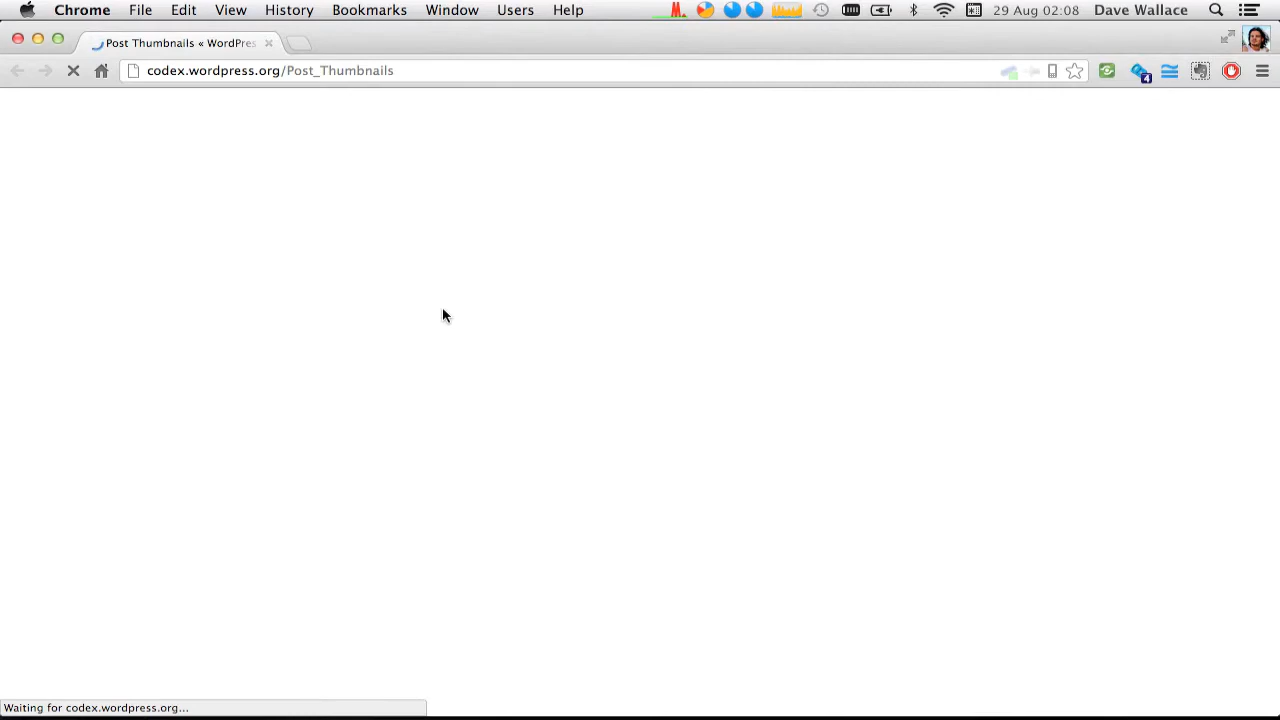 Chrome File Edit View History Bookmarks Window Users Help 29 Aug 02:08 Dave Wallace
Post Thumbnails « WordPres
codex.wordpress.org/Post_Thumbnails
4
Waiting for codex.wordpress.org...